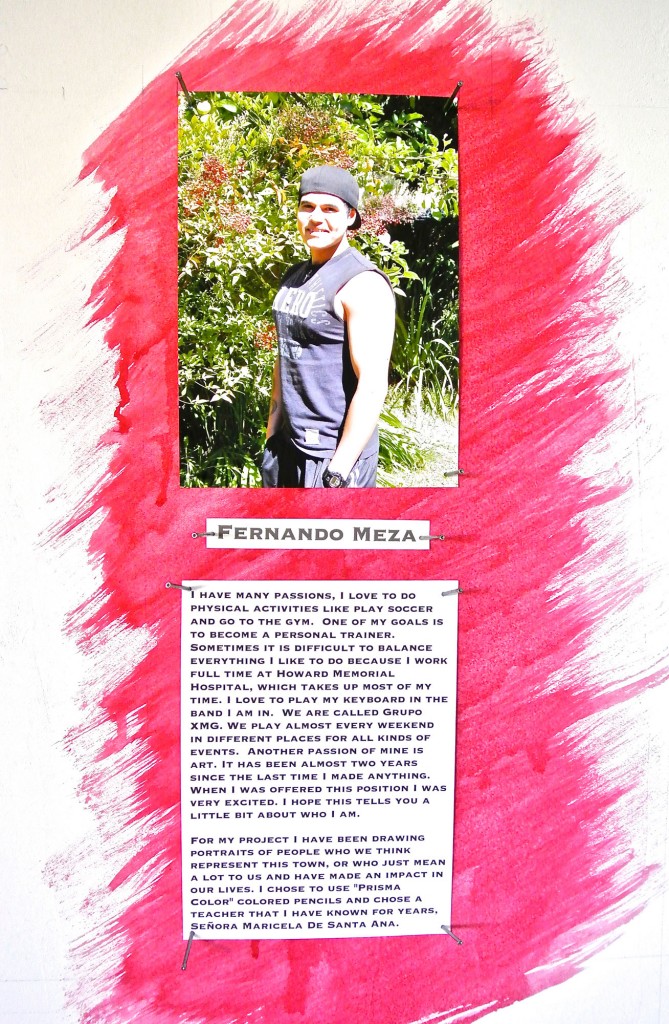 FERNANDO MEZA
I HAVE MANY PASSIONS, I LOVE TO DO
PHYSICAL ACTIVITIES LIKE PLAY SOCCER
AND GO TO THE GYM. ONE OF MY GOALS IS
TO BECOME A PERSONAL TRAINER.
SOMETIMES IT IS DIFFICULT TO BALANCE
EVERYTHING I LIKE TO DO BECAUSE I WORK
FULL TIME AT HOWARD MEMORIAL
HOSPITAL, WHICH TAKES UP MOST OF MY
TIME. I LOVE TO PLAY MY KEYBOARD IN THE
BAND I AM IN. WE ARE CALLED GRUPO
XMG. WE PLAY ALMOST EVERY WEEKEND
IN DIFFERENT PLACES FOR ALL KINDS OF
EVENTS. ANOTHER PASSION OF MINE IS
ART. IT HAS BEEN ALMOST TWO YEARS
SINCE THE LAST TIME I MADE ANYTHING.
WHEN I WAS OFFERED THIS POSITION I WAS
VERY EXCITED. I HOPE THIS TELLS YOU A
LITTLE BIT ABOUT WHO I AM.
FOR MY PROJECT I HAVE BEEN DRAWING
PORTRAITS OF PEOPLE WHO WE THINK
REPRESENT THIS TOWN, OR WHO JUST MEAN
A LOT TO US AND HAVE MADE AN IMPACT IN
OUR LIVES. I CHOSE TO USE "PRISMA
COLOR" COLORED PENCILS AND CHOSE A
TEACHER THAT I HAVE KNOWN FOR YEARS,
SEÑORA MARICELA DE SANTA ANA.